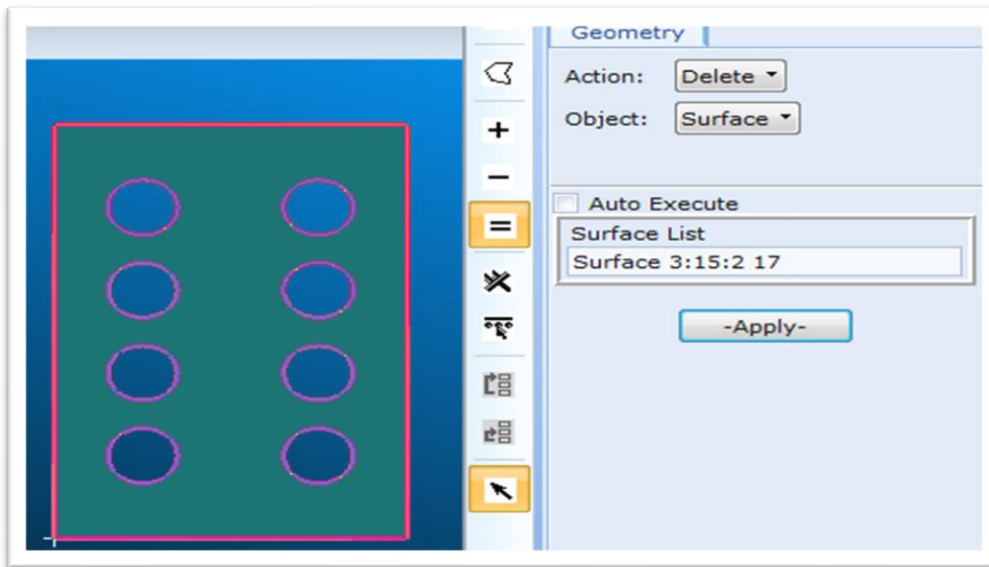 Geometry
Action: Delete
Object: Surface
Auto Execute
Surface List
Surface 3:15:2 17
-Apply-